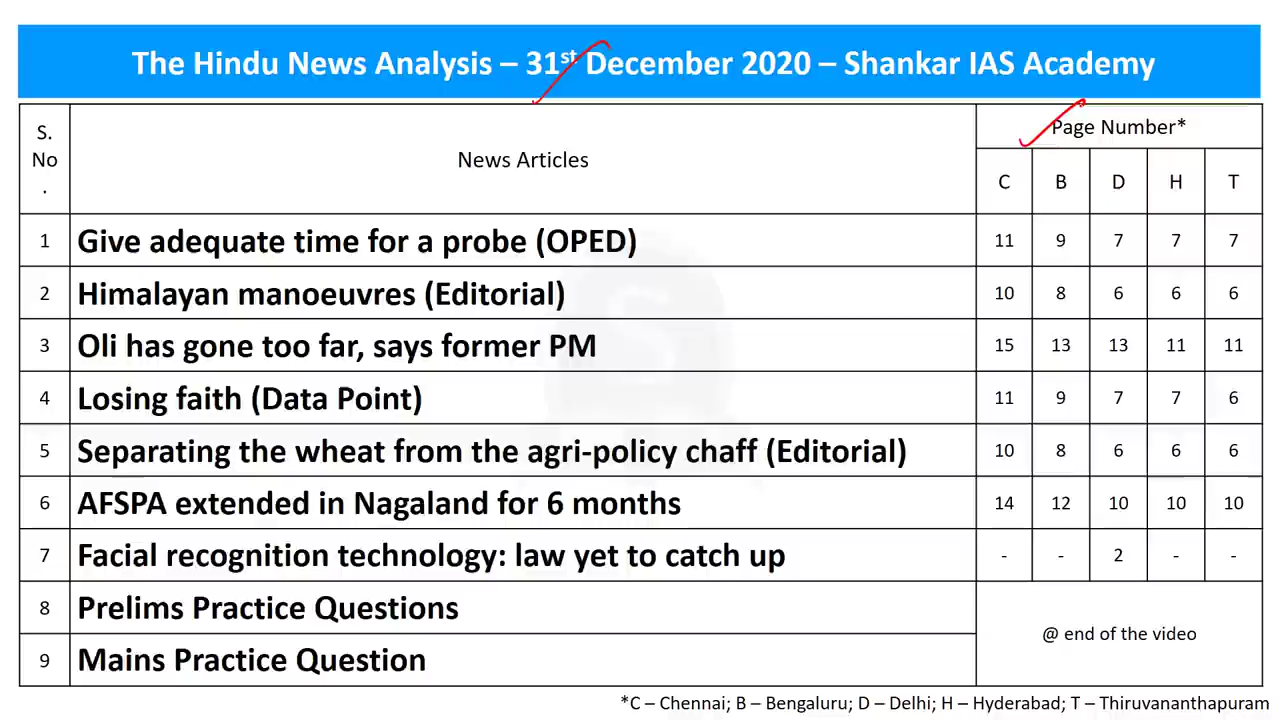 The Hindu News Analysis – 31st December 2020 – Shankar IAS Academy
S. No . News Articles Page Number*
C B D H T
1 Give adequate time for a probe (OPED) 11 9 7 7 7
2 Himalayan manoeuvres (Editorial) 10 8 6 6 6
3 Oli has gone too far, says former PM 15 13 13 11 11
4 Losing faith (Data Point) 11 9 7 7 6
5 Separating the wheat from the agri-policy chaff (Editorial) 10 8 6 6 6
6 AFSPA extended in Nagaland for 6 months 14 12 10 10 10
7 Facial recognition technology: law yet to catch up - - 2 - -
8 Prelims Practice Questions @ end of the video
9 Mains Practice Question
*C – Chennai; B – Bengaluru; D – Delhi; H – Hyderabad; T – Thiruvananthapuram